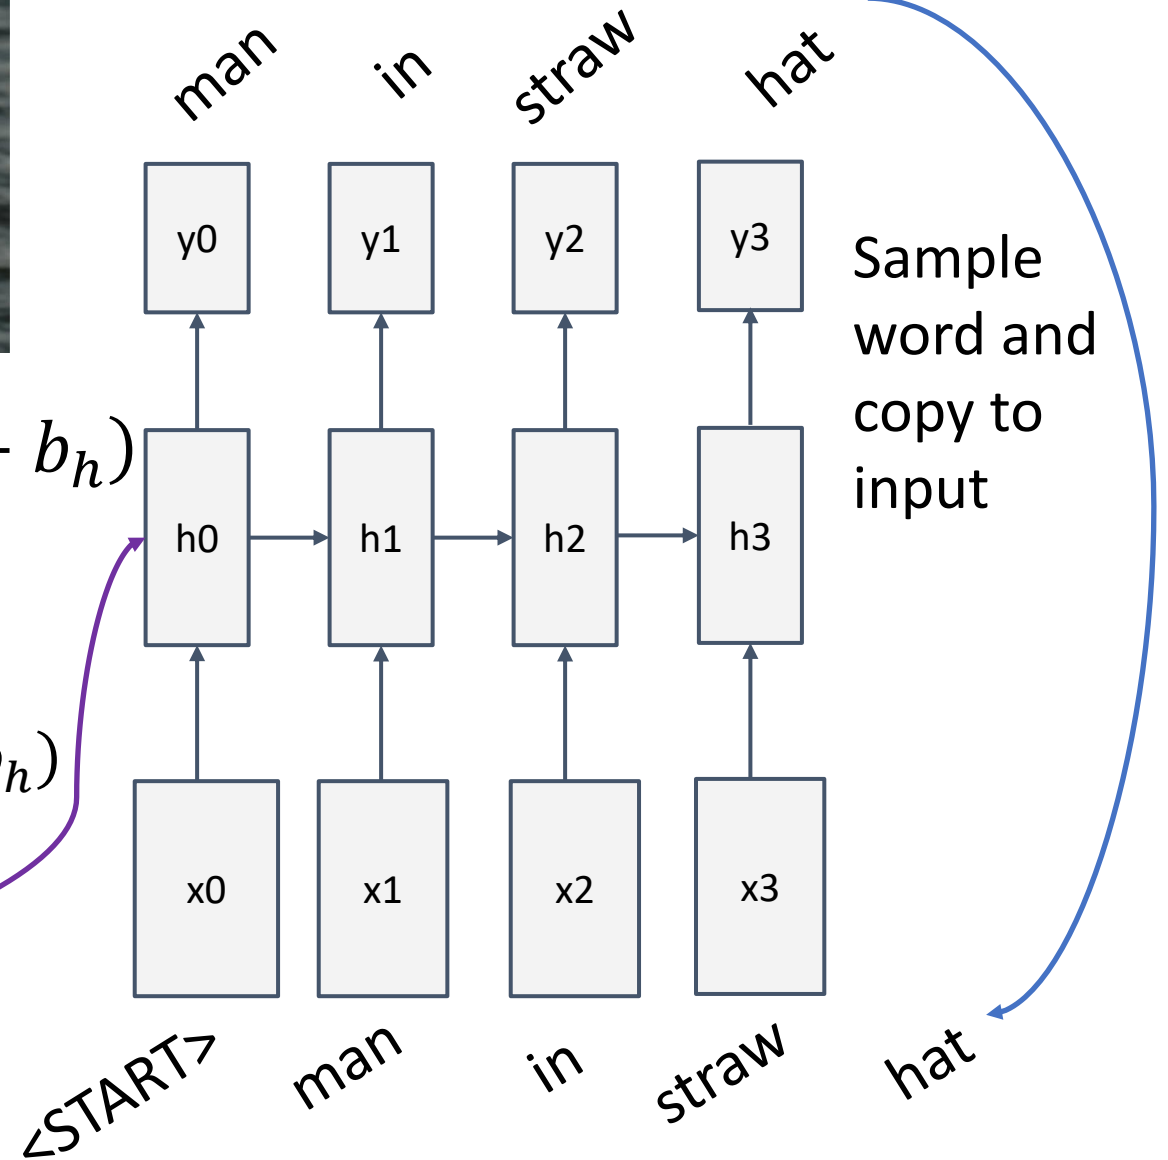 man
in
straw
hat
y0
y1
y2
y3
Sample
word and
copy to
input
b_h)
h0
h1
h2
h3
h)
x0
x1
x2
x3
<START>
man
in
straw
hat